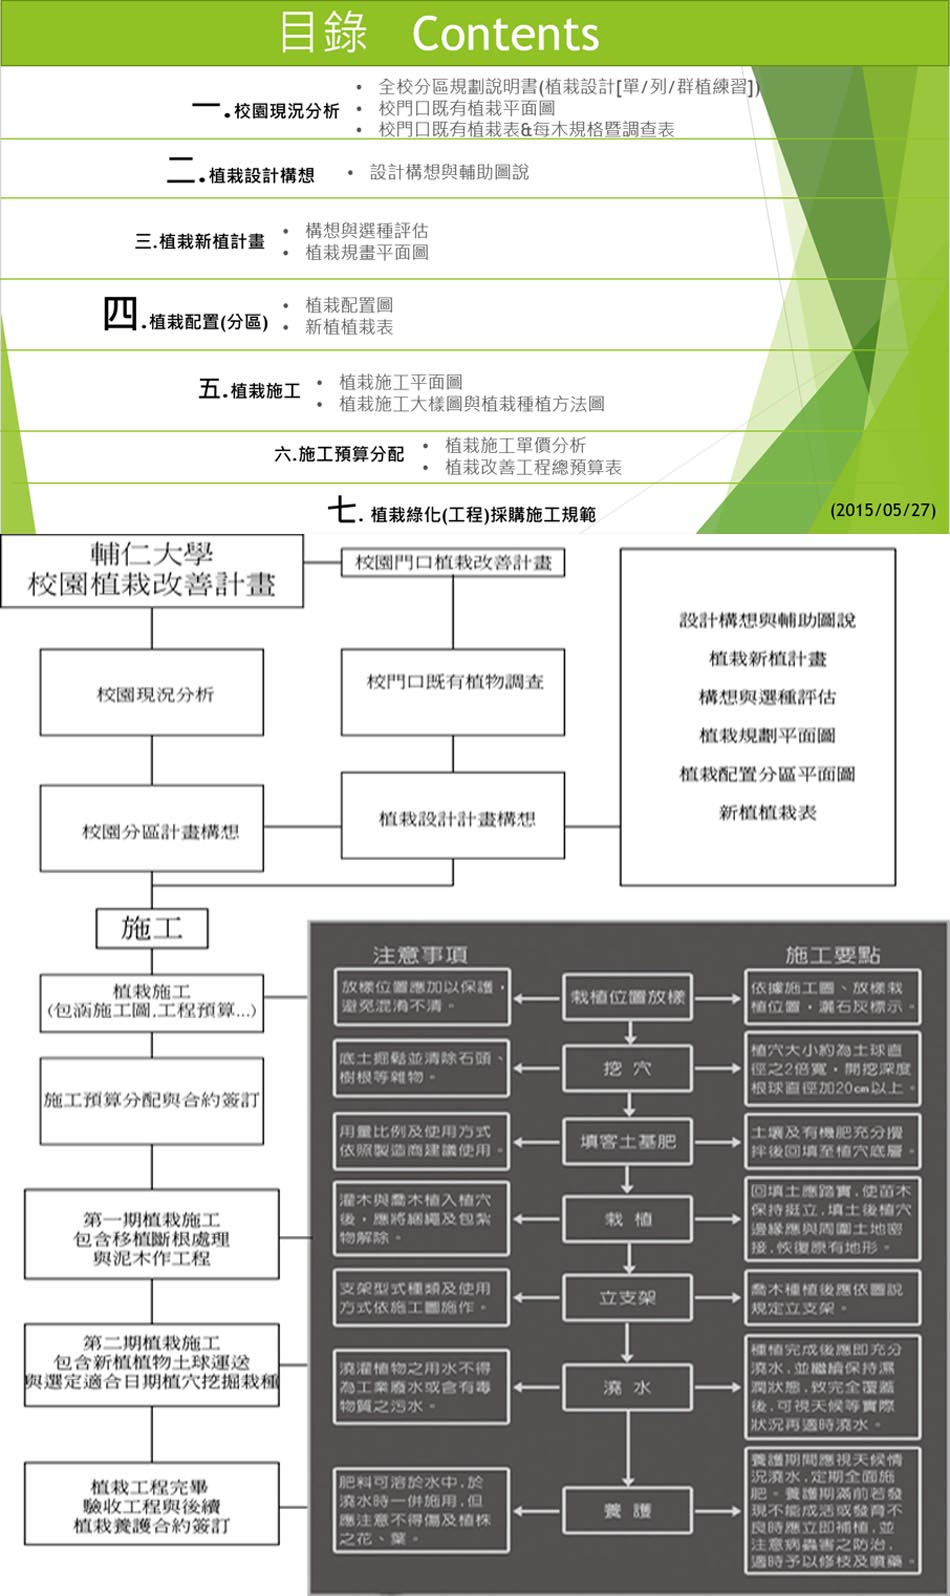 目錄 Contents
一.校園現況分析
• 全校分區規劃說明書(植栽設計[單/列/群植練習])
• 校門口既有植栽平面圖
• 校門口既有植栽表&每木規格暨調查表
二.植栽設計構想
• 設計構想與輔助圖說
三.植栽新植計畫
• 構想與選種評估
• 植栽規畫平面圖
四.植栽配置(分區)
• 植栽配置圖
• 新植植栽表
五.植栽施工
• 植栽施工平面圖
• 植栽施工大樣圖與植栽種植方法圖
六.施工預算分配
• 植栽施工單價分析
• 植栽改善工程總預算表
七.植栽綠化(工程)採購施工規範
(2015/05/27)
輔仁大學
校園植栽改善計畫
校園門口植栽改善計畫
校園現況分析
校門口既有植物調查
校園分區計畫構想
植栽設計計畫構想
設計構想與輔助圖說
植栽新植計畫
構想與選種評估
植栽規劃平面圖
植栽配置分區平面圖
新植植栽表
施工
植栽施工
(包涵施工圖,工程預算...)
施工預算分配與合約簽訂
第一期植栽施工
包含移植斷根處理
與泥木作工程
第二期植栽施工
包含新植植物土球運送
與選定適合日期植穴挖掘栽種
植栽工程完畢
驗收工程與後續
植栽養護合約簽訂
注意事項
施工要點
放樣位置應加以保護，
避免混淆不清。
栽植位置放樣
依據施工圖、放樣栽
植位置，灑石灰標示。
底土掘鬆並清除石頭、
樹根等雜物。
挖穴
植穴大小約為土球直
徑之2倍寬，開挖深度
根球直徑加20cm以上。
用量比例及使用方式
依照製造商建議使用。
填客土基肥
土壤及有機肥充分攪
拌後回填至植穴底層。
灌木與喬木植入植穴
後，應將綑繩及包紮
物解除。
栽植
回填土應踏實,使苗木
保持挺立,填土後植穴
邊緣應與周圍土地密
接,恢復原有地形。
支架型式種類及使用
方式依施工圖施作。
立支架
喬木種植後應依圖說
規定立支架。
澆灌植物之用水不得
為工業廢水或含有毒
物質之污水。
澆水
種植完成後應即充分
澆水,並繼續保持濕
潤狀態,致完全覆蓋
後,可視天候等實際
狀況再適時澆水。
肥料可溶於水中,於
澆水時一併施用,但
應注意不得傷及植株
之花、葉。
養護
養護期間應視天候情
況澆水,定期全面施
肥。養護期滿前若發
現不能成活或發育不
良時應立即補植,並
注意病蟲害之防治,
適時予以修枝及噴藥。